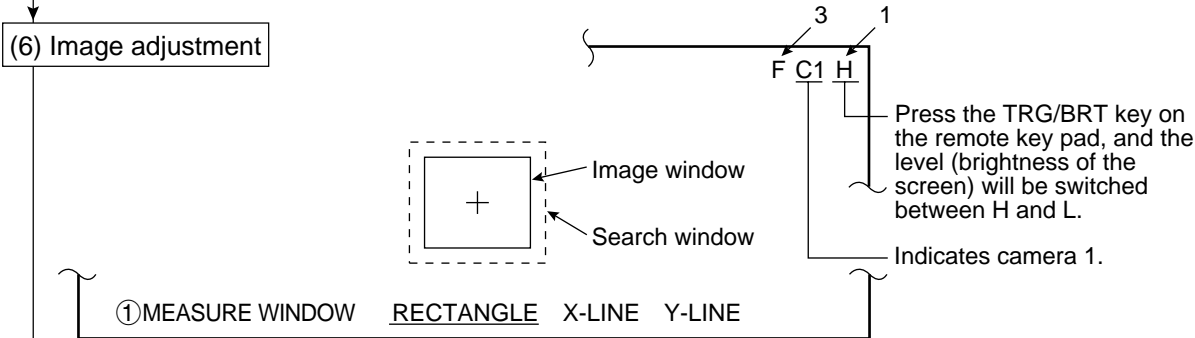 (6) Image adjustment
3 1
F C1 H
Press the TRG/BRT key on
the remote key pad, and the
level (brightness of the
screen) will be switched
between H and L.
Image window
Search window
Indicates camera 1.
①MEASURE WINDOW RECTANGLE X-LINE Y-LINE